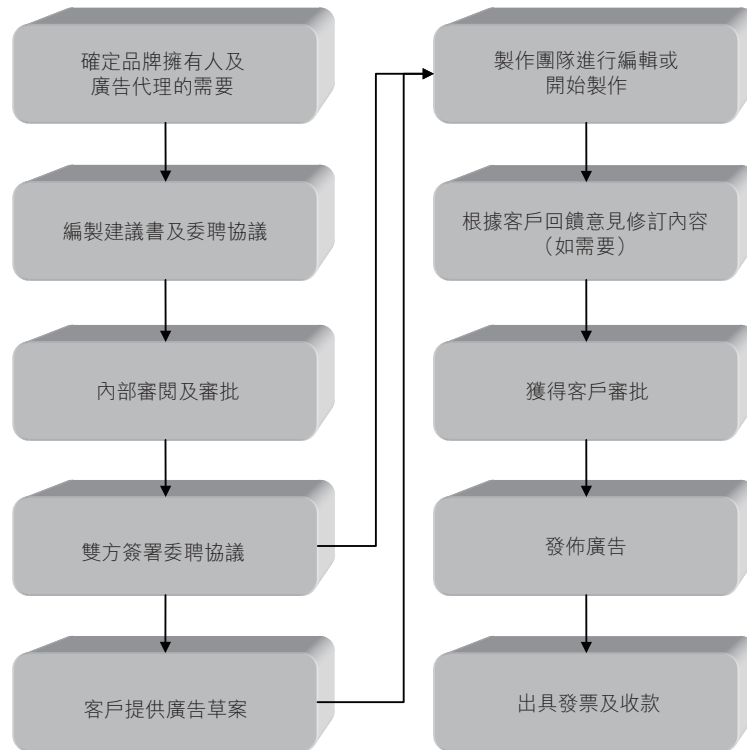 確定品牌擁有人及
廣告代理的需要
編製建議書及委聘協議
內部審閱及審批
雙方簽署委聘協議
客戶提供廣告草案
製作團隊進行編輯或
開始製作
根據客戶回饋意見修訂內容
（如需要）
獲得客戶審批
發佈廣告
出具發票及收款